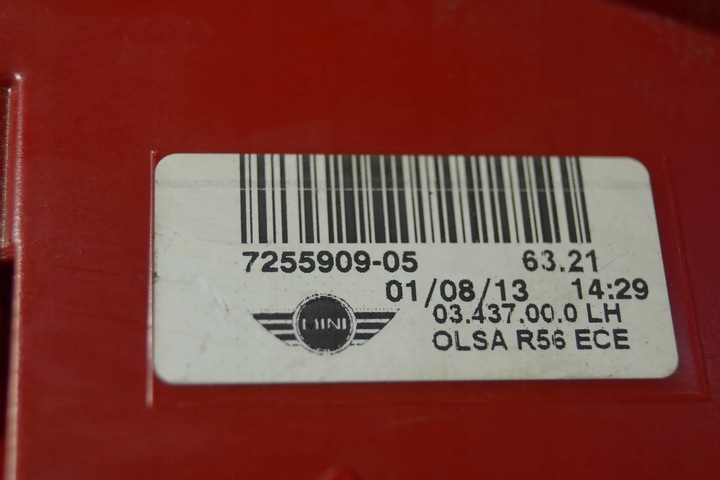 7255909-05 63.21
01/08/13 14:29
03.437.00.0 LH
MINI
OLSA R56 ECE